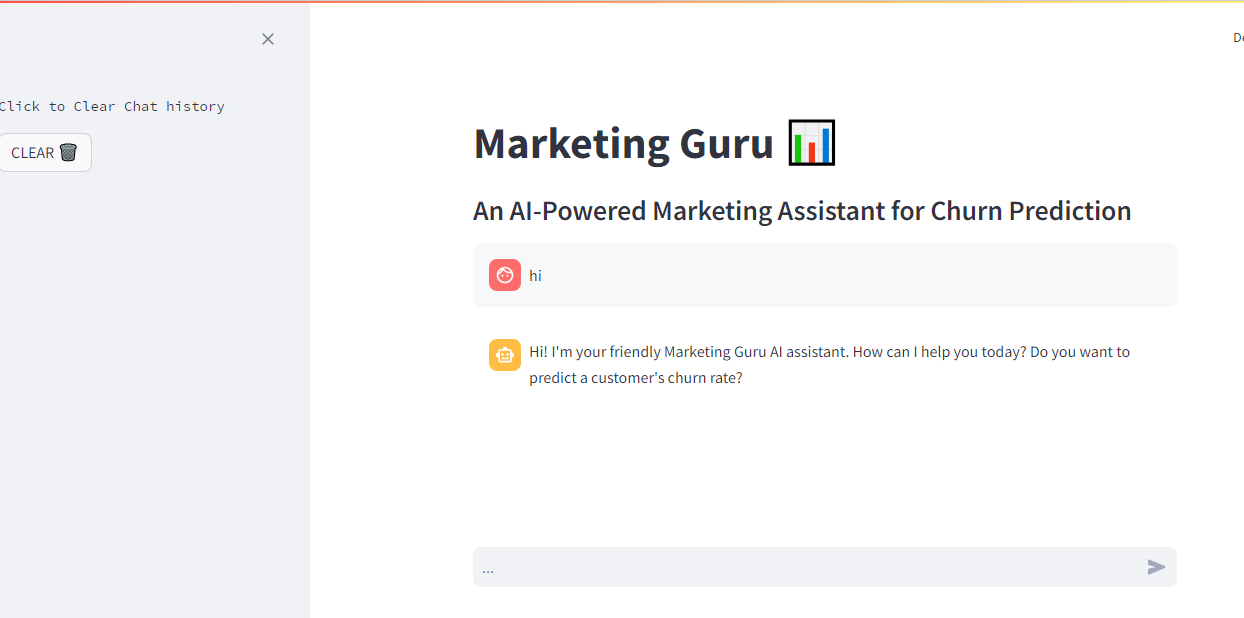 De
Click to Clear Chat history
CLEAR
Marketing Guru
An AI-Powered Marketing Assistant for Churn Prediction
hi
Hi! I'm your friendly Marketing Guru AI assistant. How can I help you today? Do you want to
predict a customer's churn rate?
...